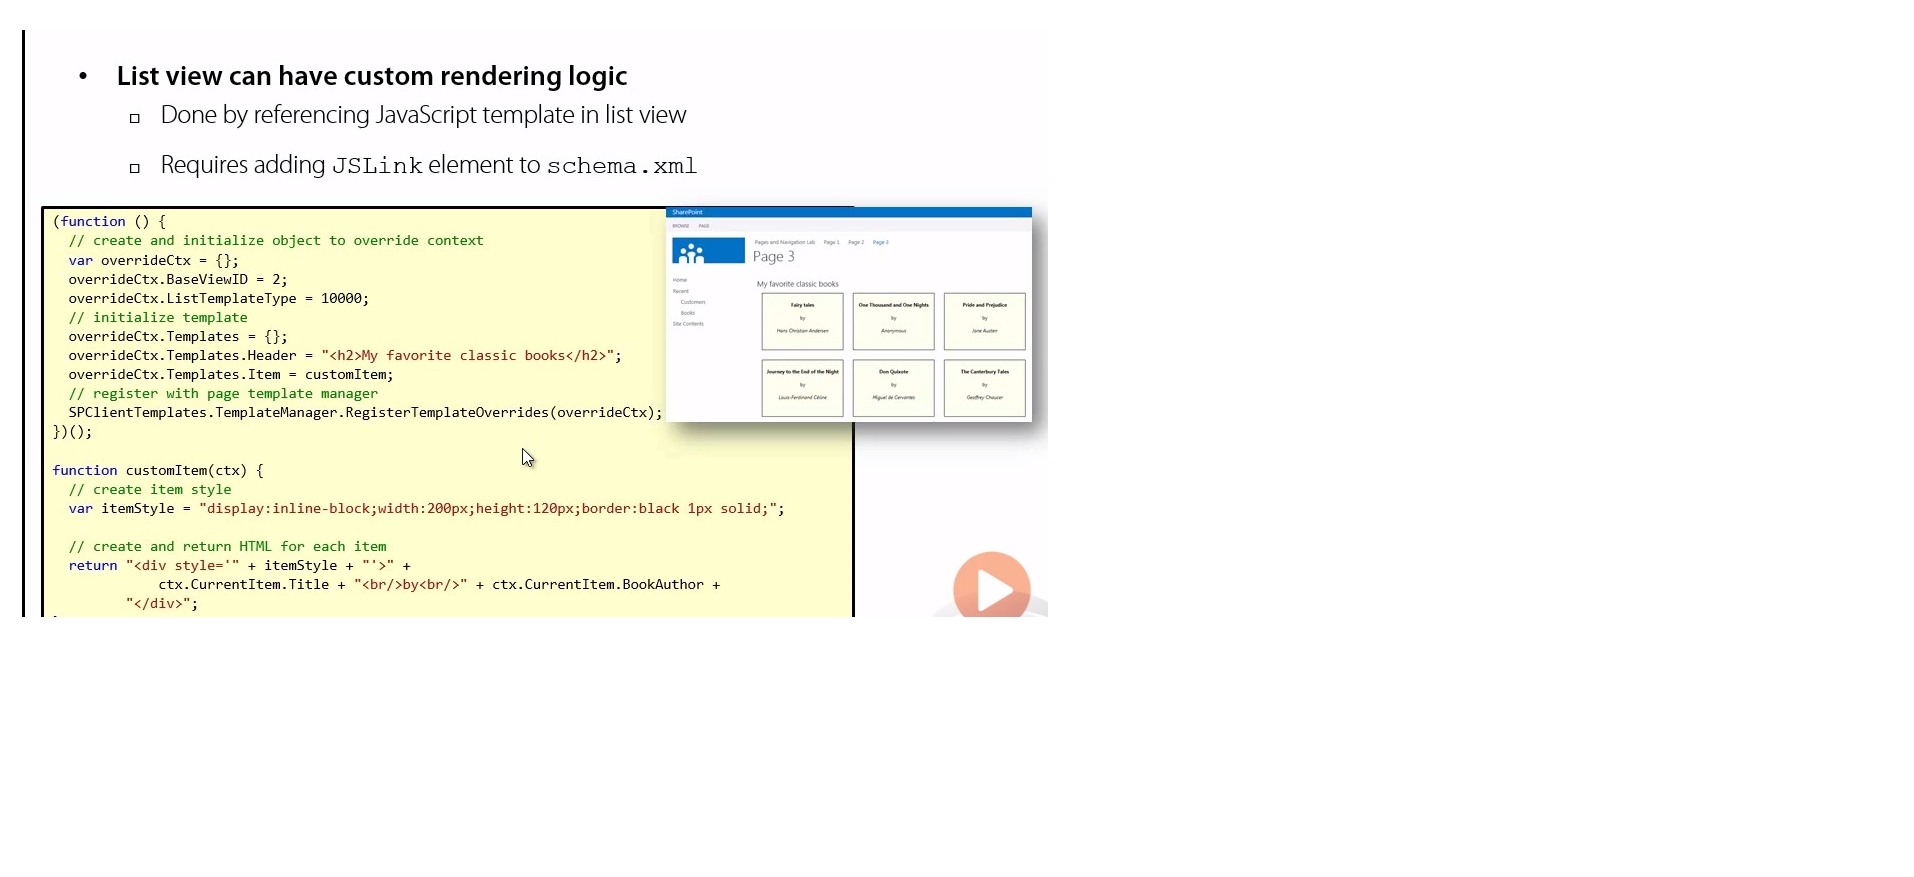 • List view can have custom rendering logic
▫ Done by referencing JavaScript template in list view
▫ Requires adding JSLink element to schema.xml
(function () {
// create and initialize object to override context
var overrideCtx = {};
overrideCtx.BaseViewID = 2;
overrideCtx.ListTemplateType = 10000;
// initialize template
overrideCtx.Templates = {};
overrideCtx.Templates.Header = "<h2>My favorite classic books</h2>";
overrideCtx.Templates.Item = customItem;
// register with page template manager
SPClientTemplates.TemplateManager.RegisterTemplateOverrides(overrideCtx);
})();
function customItem(ctx) {
// create item style
var itemStyle = "display:inline-block;width:200px;height:120px;border:black 1px solid;";
// create and return HTML for each item
return "<div style='" + itemStyle + "'>" +
ctx.CurrentItem.Title + "<br/>by<br/>" + ctx.CurrentItem.BookAuthor +
"</div>";
SharePoint
BROWSE PAGE
Pages and Navigation Lab Page 1 Page 2 Page 3
Page 3
Home
Recent
Customers
Books
Site Contents
My favorite classic books
Fairy tales
by
Hans Christian Andersen
One Thousand and One Nights
by
Anonymous
Pride and Prejudice
by
Jane Austen
Journey to the End of the Night
by
Louis-Ferdinand Céline
Don Quixote
by
Miguel de Cervantes
The Canterbury Tales
by
Geoffrey Chaucer